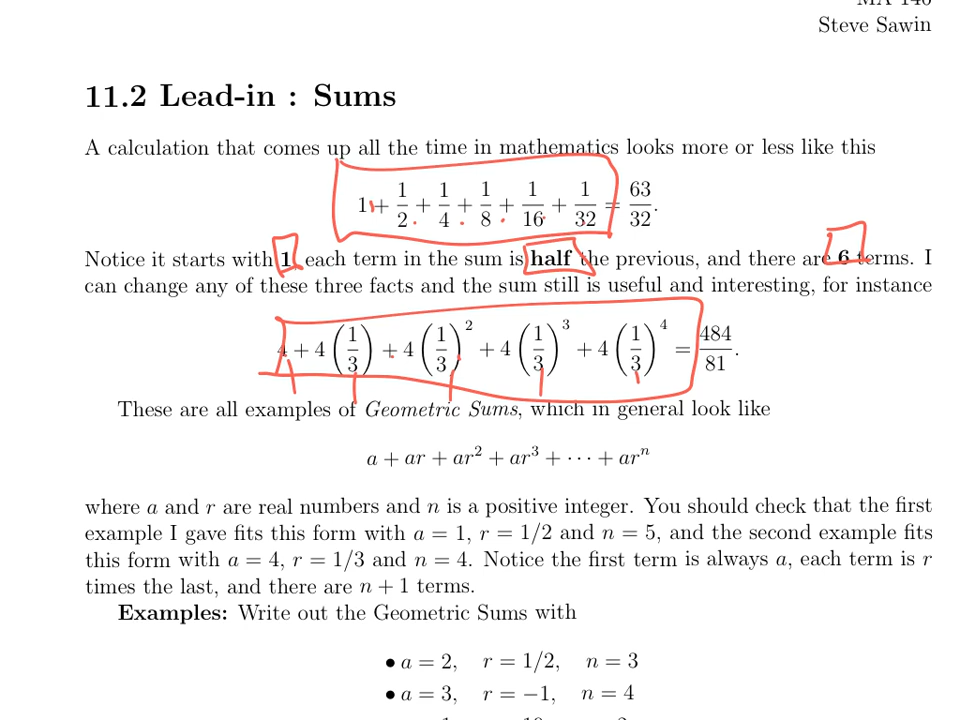 Steve Sawin
11.2 Lead-in : Sums
A calculation that comes up all the time in mathematics looks more or less like this
1 + 1/2 + 1/4 + 1/8 + 1/16 + 1/32 = 63/32.
Notice it starts with 1, each term in the sum is half the previous, and there are 6 terms. I
can change any of these three facts and the sum still is useful and interesting, for instance
4 + 4(1/3) + 4(1/3)² + 4(1/3)³ + 4(1/3)⁴ = 484/81.
These are all examples of Geometric Sums, which in general look like
a + ar + ar² + ar³ + ··· + arⁿ
where a and r are real numbers and n is a positive integer. You should check that the first
example I gave fits this form with a = 1, r = 1/2 and n = 5, and the second example fits
this form with a = 4, r = 1/3 and n = 4. Notice the first term is always a, each term is r
times the last, and there are n + 1 terms.
Examples: Write out the Geometric Sums with
• a = 2, r = 1/2, n = 3
• a = 3, r = −1, n = 4